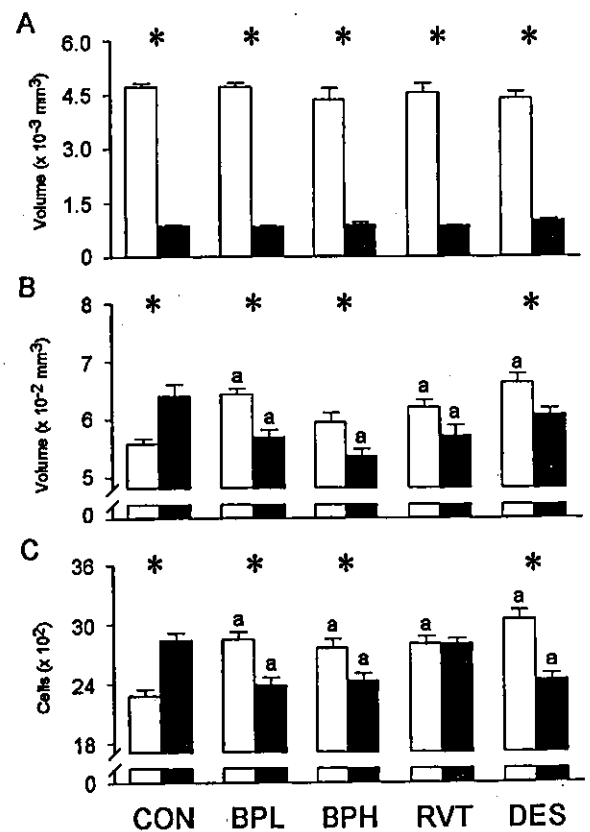 A
* * * * *
Volume (x 10-3 mm3)
6.0
4.5
3.0
1.5
0
B
* * * *
Volume (x 10-2 mm3)
8
7
6
5
0
a a a a a a
C
* * * *
Cells (x 102)
36
30
24
18
0
a a a a a a a
CON BPL BPH RVT DES